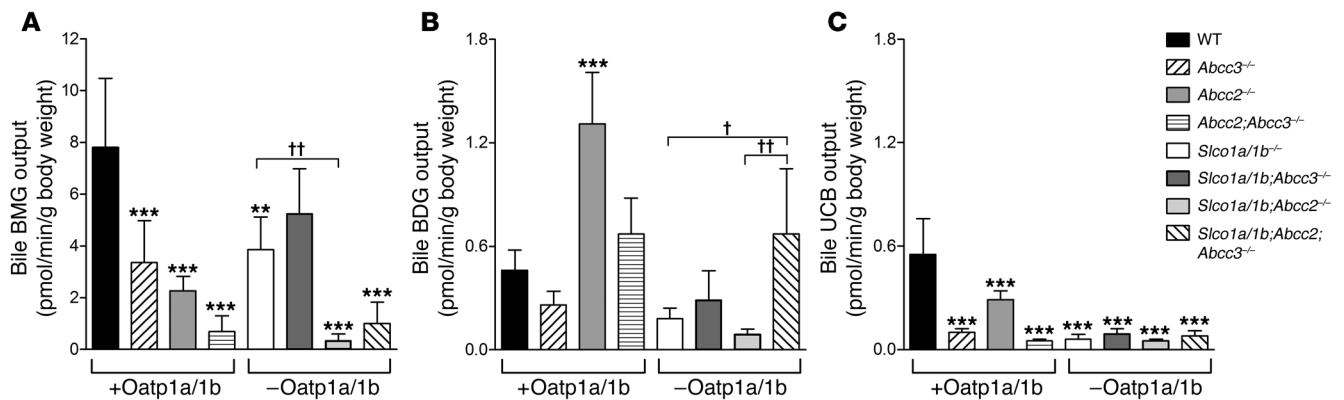 A
Bile BMG output
(pmol/min/g body weight)
12
10
8
6
4
2
0
***
***
***
**
††
***
***
+Oatp1a/1b
–Oatp1a/1b
B
Bile BDG output
(pmol/min/g body weight)
1.8
1.2
0.6
0.0
***
†
††
+Oatp1a/1b
–Oatp1a/1b
C
Bile UCB output
(pmol/min/g body weight)
1.8
1.2
0.6
0.0
***
***
***
***
***
***
***
+Oatp1a/1b
–Oatp1a/1b
WT
Abcc3–/–
Abcc2–/–
Abcc2;Abcc3–/–
Slco1a/1b–/–
Slco1a/1b;Abcc3–/–
Slco1a/1b;Abcc2–/–
Slco1a/1b;Abcc2;
Abcc3–/–